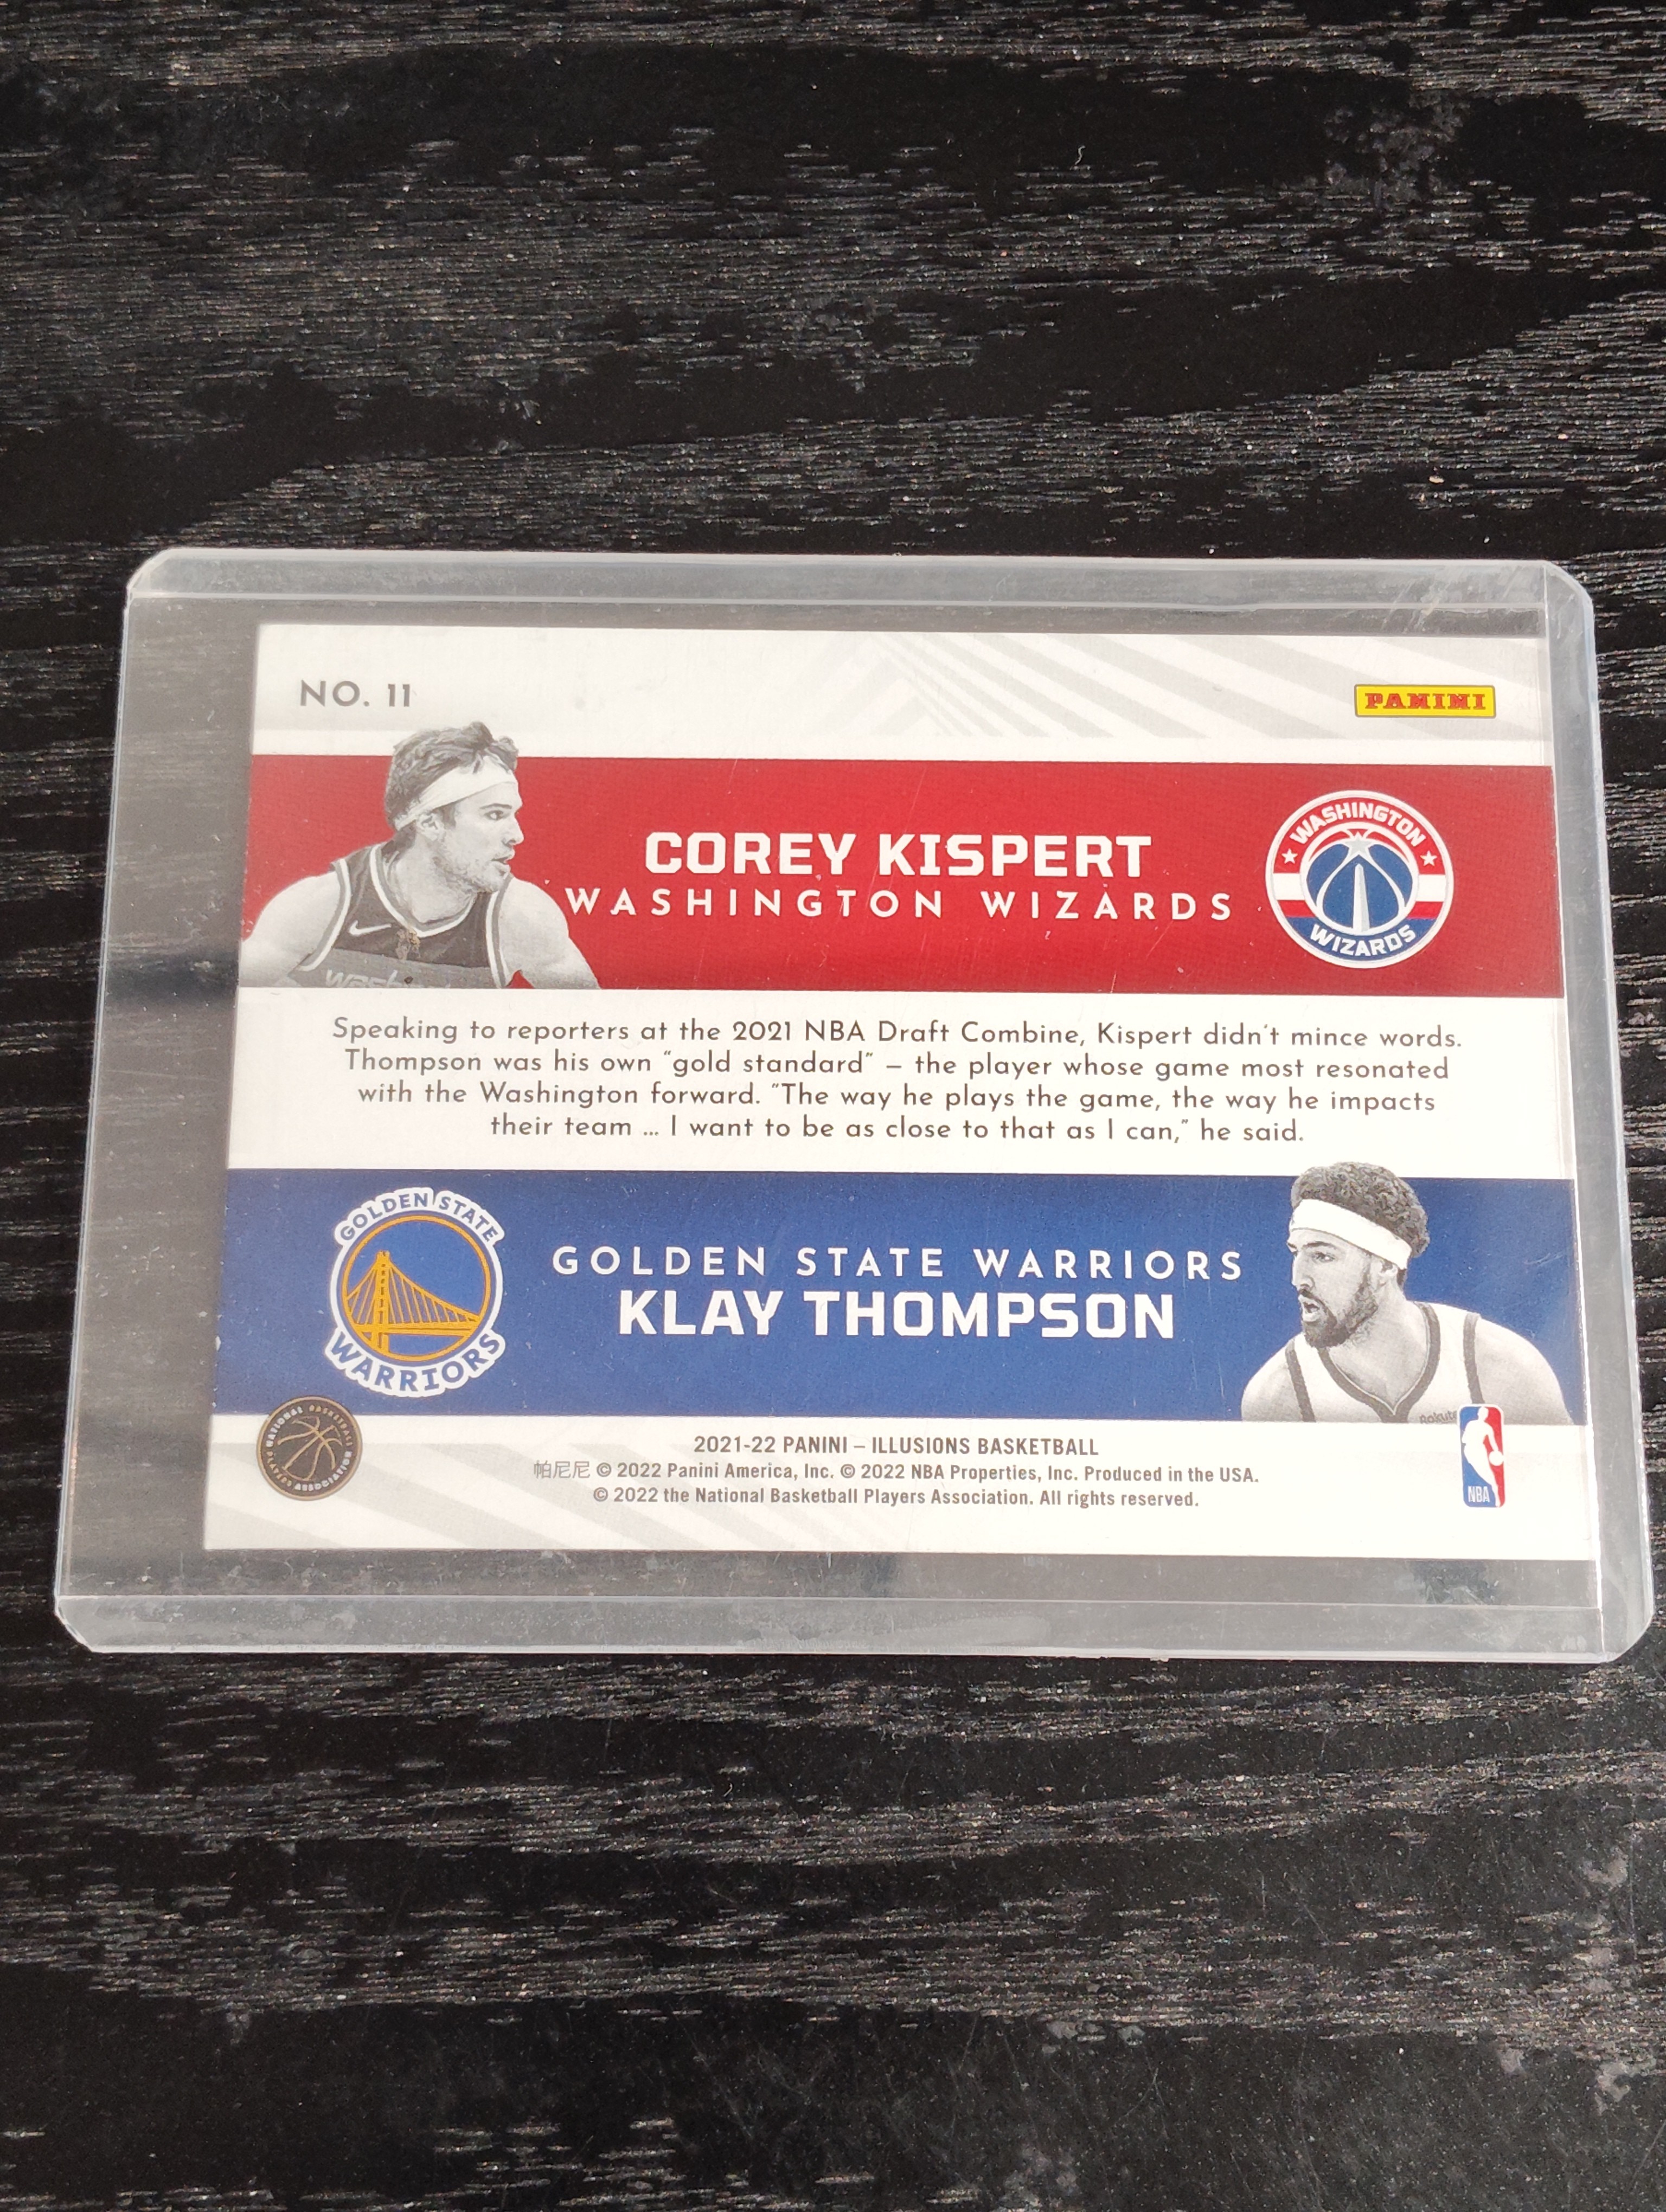 NO. 11
PANINI
COREY KISPERT
WASHINGTON WIZARDS
WASHINGTON
WIZARDS
Speaking to reporters at the 2021 NBA Draft Combine, Kispert didn't mince words.
Thompson was his own "gold standard" – the player whose game most resonated
with the Washington forward. "The way he plays the game, the way he impacts
their team ... I want to be as close to that as I can," he said.
GOLDEN STATE
WARRIORS
GOLDEN STATE WARRIORS
KLAY THOMPSON
Rakuten
NATIONAL BASKETBALL
PLAYERS ASSOCIATION
2021-22 PANINI – ILLUSIONS BASKETBALL
帕尼尼 © 2022 Panini America, Inc. © 2022 NBA Properties, Inc. Produced in the USA.
© 2022 the National Basketball Players Association. All rights reserved.
NBA